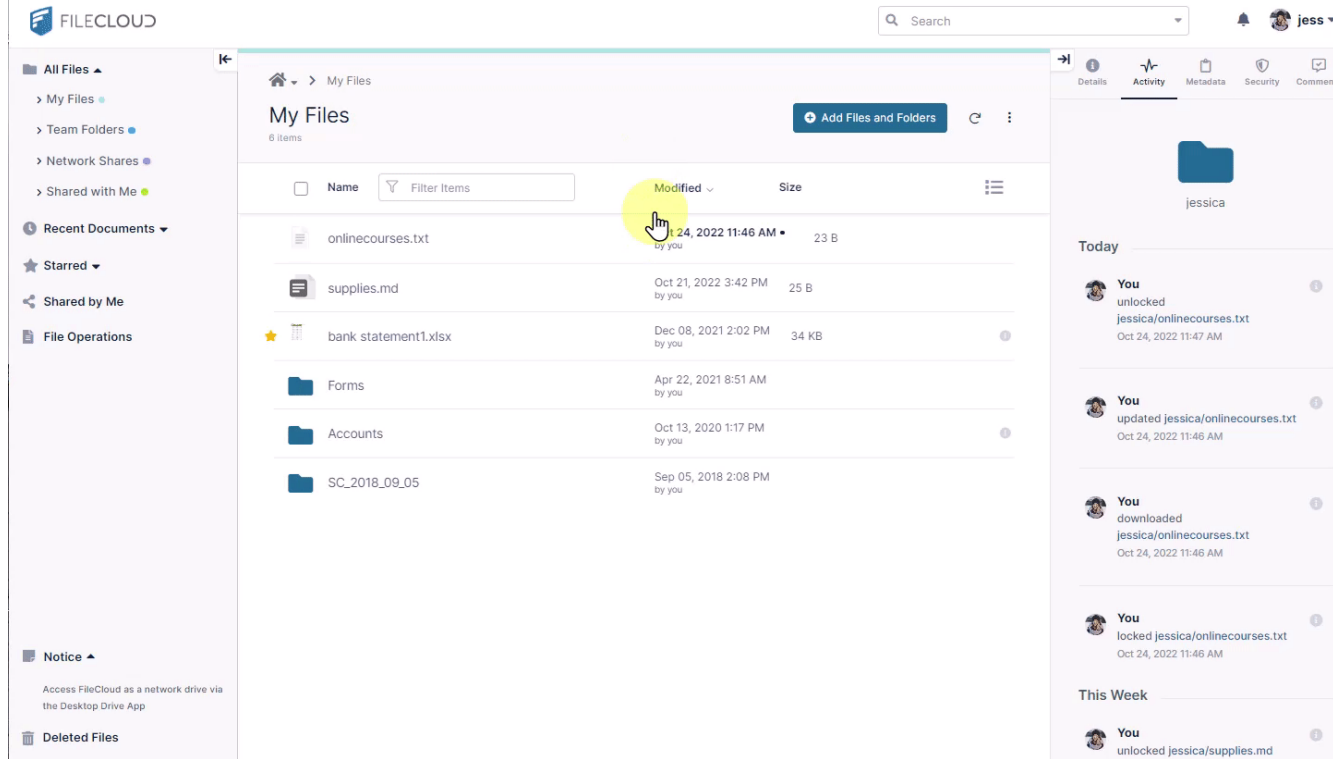 FILECLOUD
Search
jess
All Files
My Files
Team Folders
Network Shares
Shared with Me
Recent Documents
Starred
Shared by Me
File Operations
Notice
Access FileCloud as a network drive via
the Desktop Drive App
Deleted Files
My Files
My Files
6 items
Add Files and Folders
Name
Filter Items
Modified
Size
onlinecourses.txt
t 24, 2022 11:46 AM
23 B
by you
supplies.md
Oct 21, 2022 3:42 PM
25 B
by you
bank statement1.xlsx
Dec 08, 2021 2:02 PM
34 KB
by you
Forms
Apr 22, 2021 8:51 AM
by you
Accounts
Oct 13, 2020 1:17 PM
by you
SC_2018_09_05
Sep 05, 2018 2:08 PM
by you
Details
Activity
Metadata
Security
Commen
jessica
Today
You
unlocked
jessica/onlinecourses.txt
Oct 24, 2022 11:47 AM
You
updated jessica/onlinecourses.txt
Oct 24, 2022 11:46 AM
You
downloaded
jessica/onlinecourses.txt
Oct 24, 2022 11:46 AM
You
locked jessica/onlinecourses.txt
Oct 24, 2022 11:46 AM
This Week
You
unlocked jessica/supplies.md